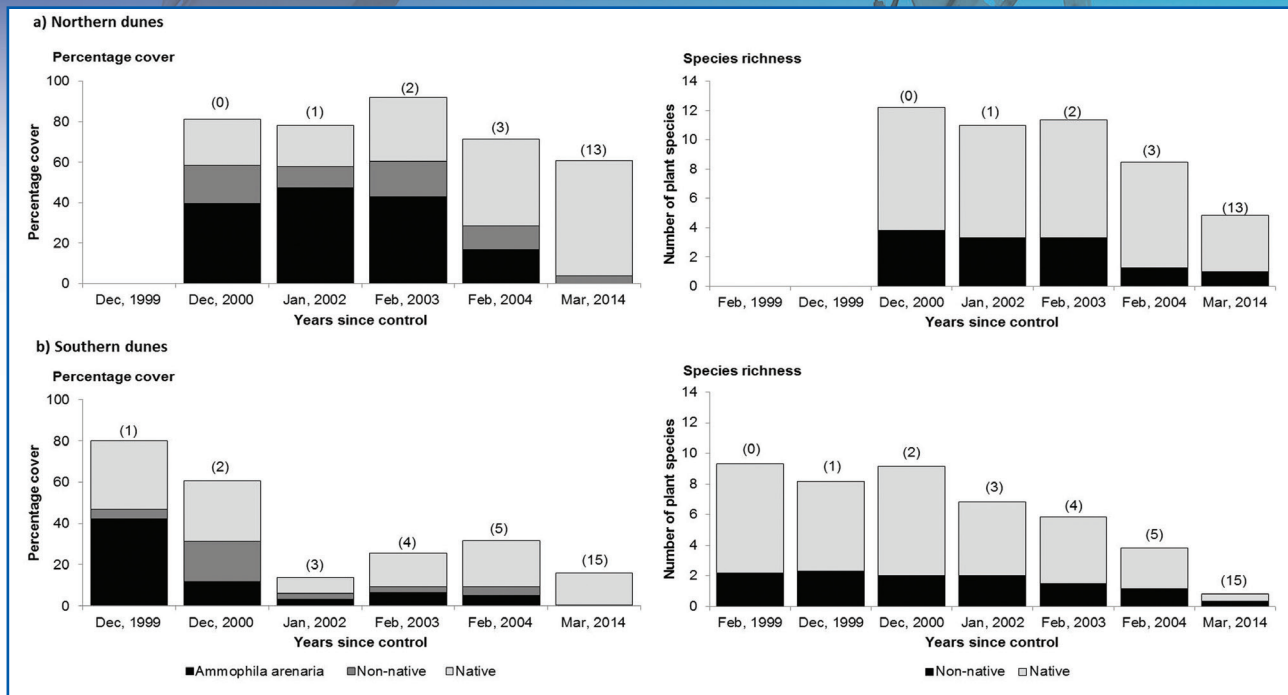 a) Northern dunes
Percentage cover
Percentage cover
100
80
60
40
20
0
(0)
(1)
(2)
(3)
(13)
Dec, 1999 Dec, 2000 Jan, 2002 Feb, 2003 Feb, 2004 Mar, 2014
Years since control
Species richness
Number of plant species
14
12
10
8
6
4
2
0
(0)
(1)
(2)
(3)
(13)
Feb, 1999 Dec, 1999 Dec, 2000 Jan, 2002 Feb, 2003 Feb, 2004 Mar, 2014
Years since control
b) Southern dunes
Percentage cover
Percentage cover
100
80
60
40
20
0
(1)
(2)
(3)
(4)
(5)
(15)
Dec, 1999 Dec, 2000 Jan, 2002 Feb, 2003 Feb, 2004 Mar, 2014
Years since control
Ammophila arenaria Non-native Native
Species richness
Number of plant species
14
12
10
8
6
4
2
0
(0)
(1)
(2)
(3)
(4)
(5)
(15)
Feb, 1999 Dec, 1999 Dec, 2000 Jan, 2002 Feb, 2003 Feb, 2004 Mar, 2014
Years since control
Non-native Native